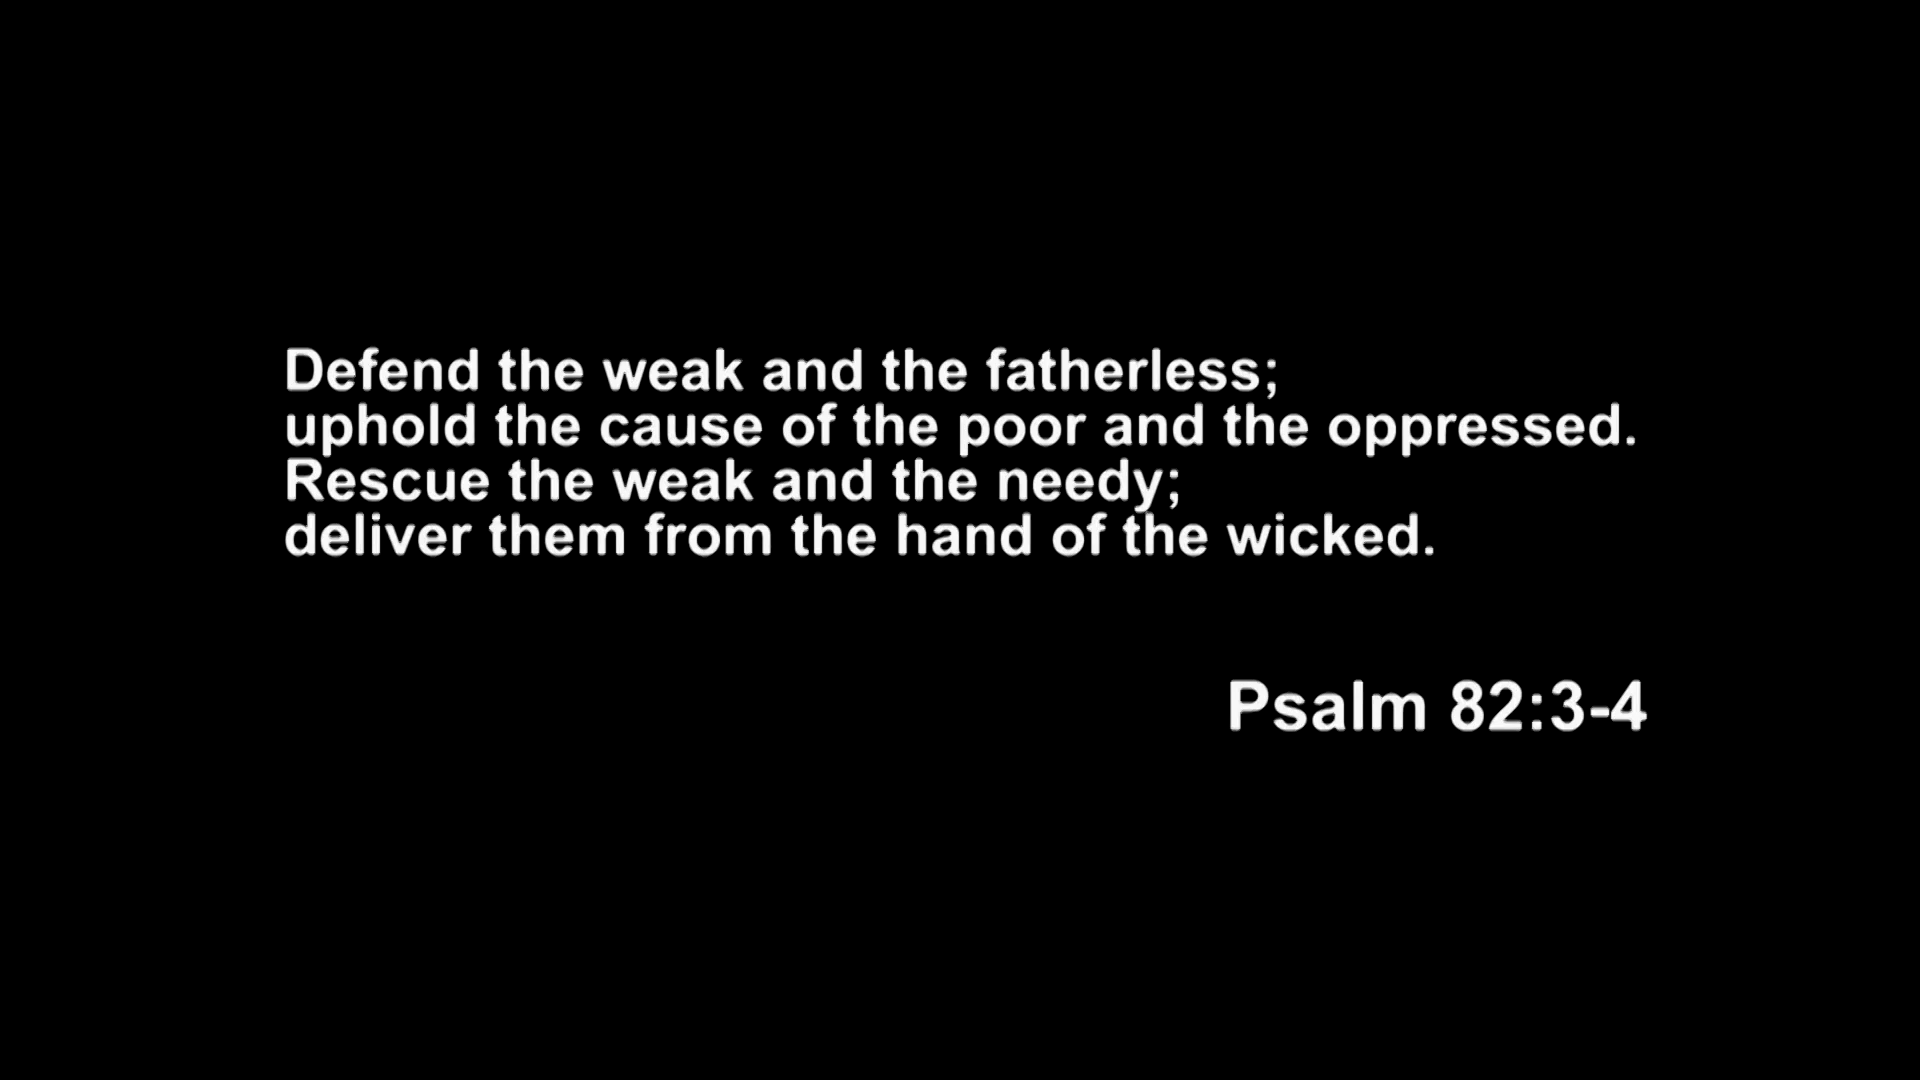 Defend the weak and the fatherless;
uphold the cause of the poor and the oppressed.
Rescue the weak and the needy;
deliver them from the hand of the wicked.
Psalm 82:3-4